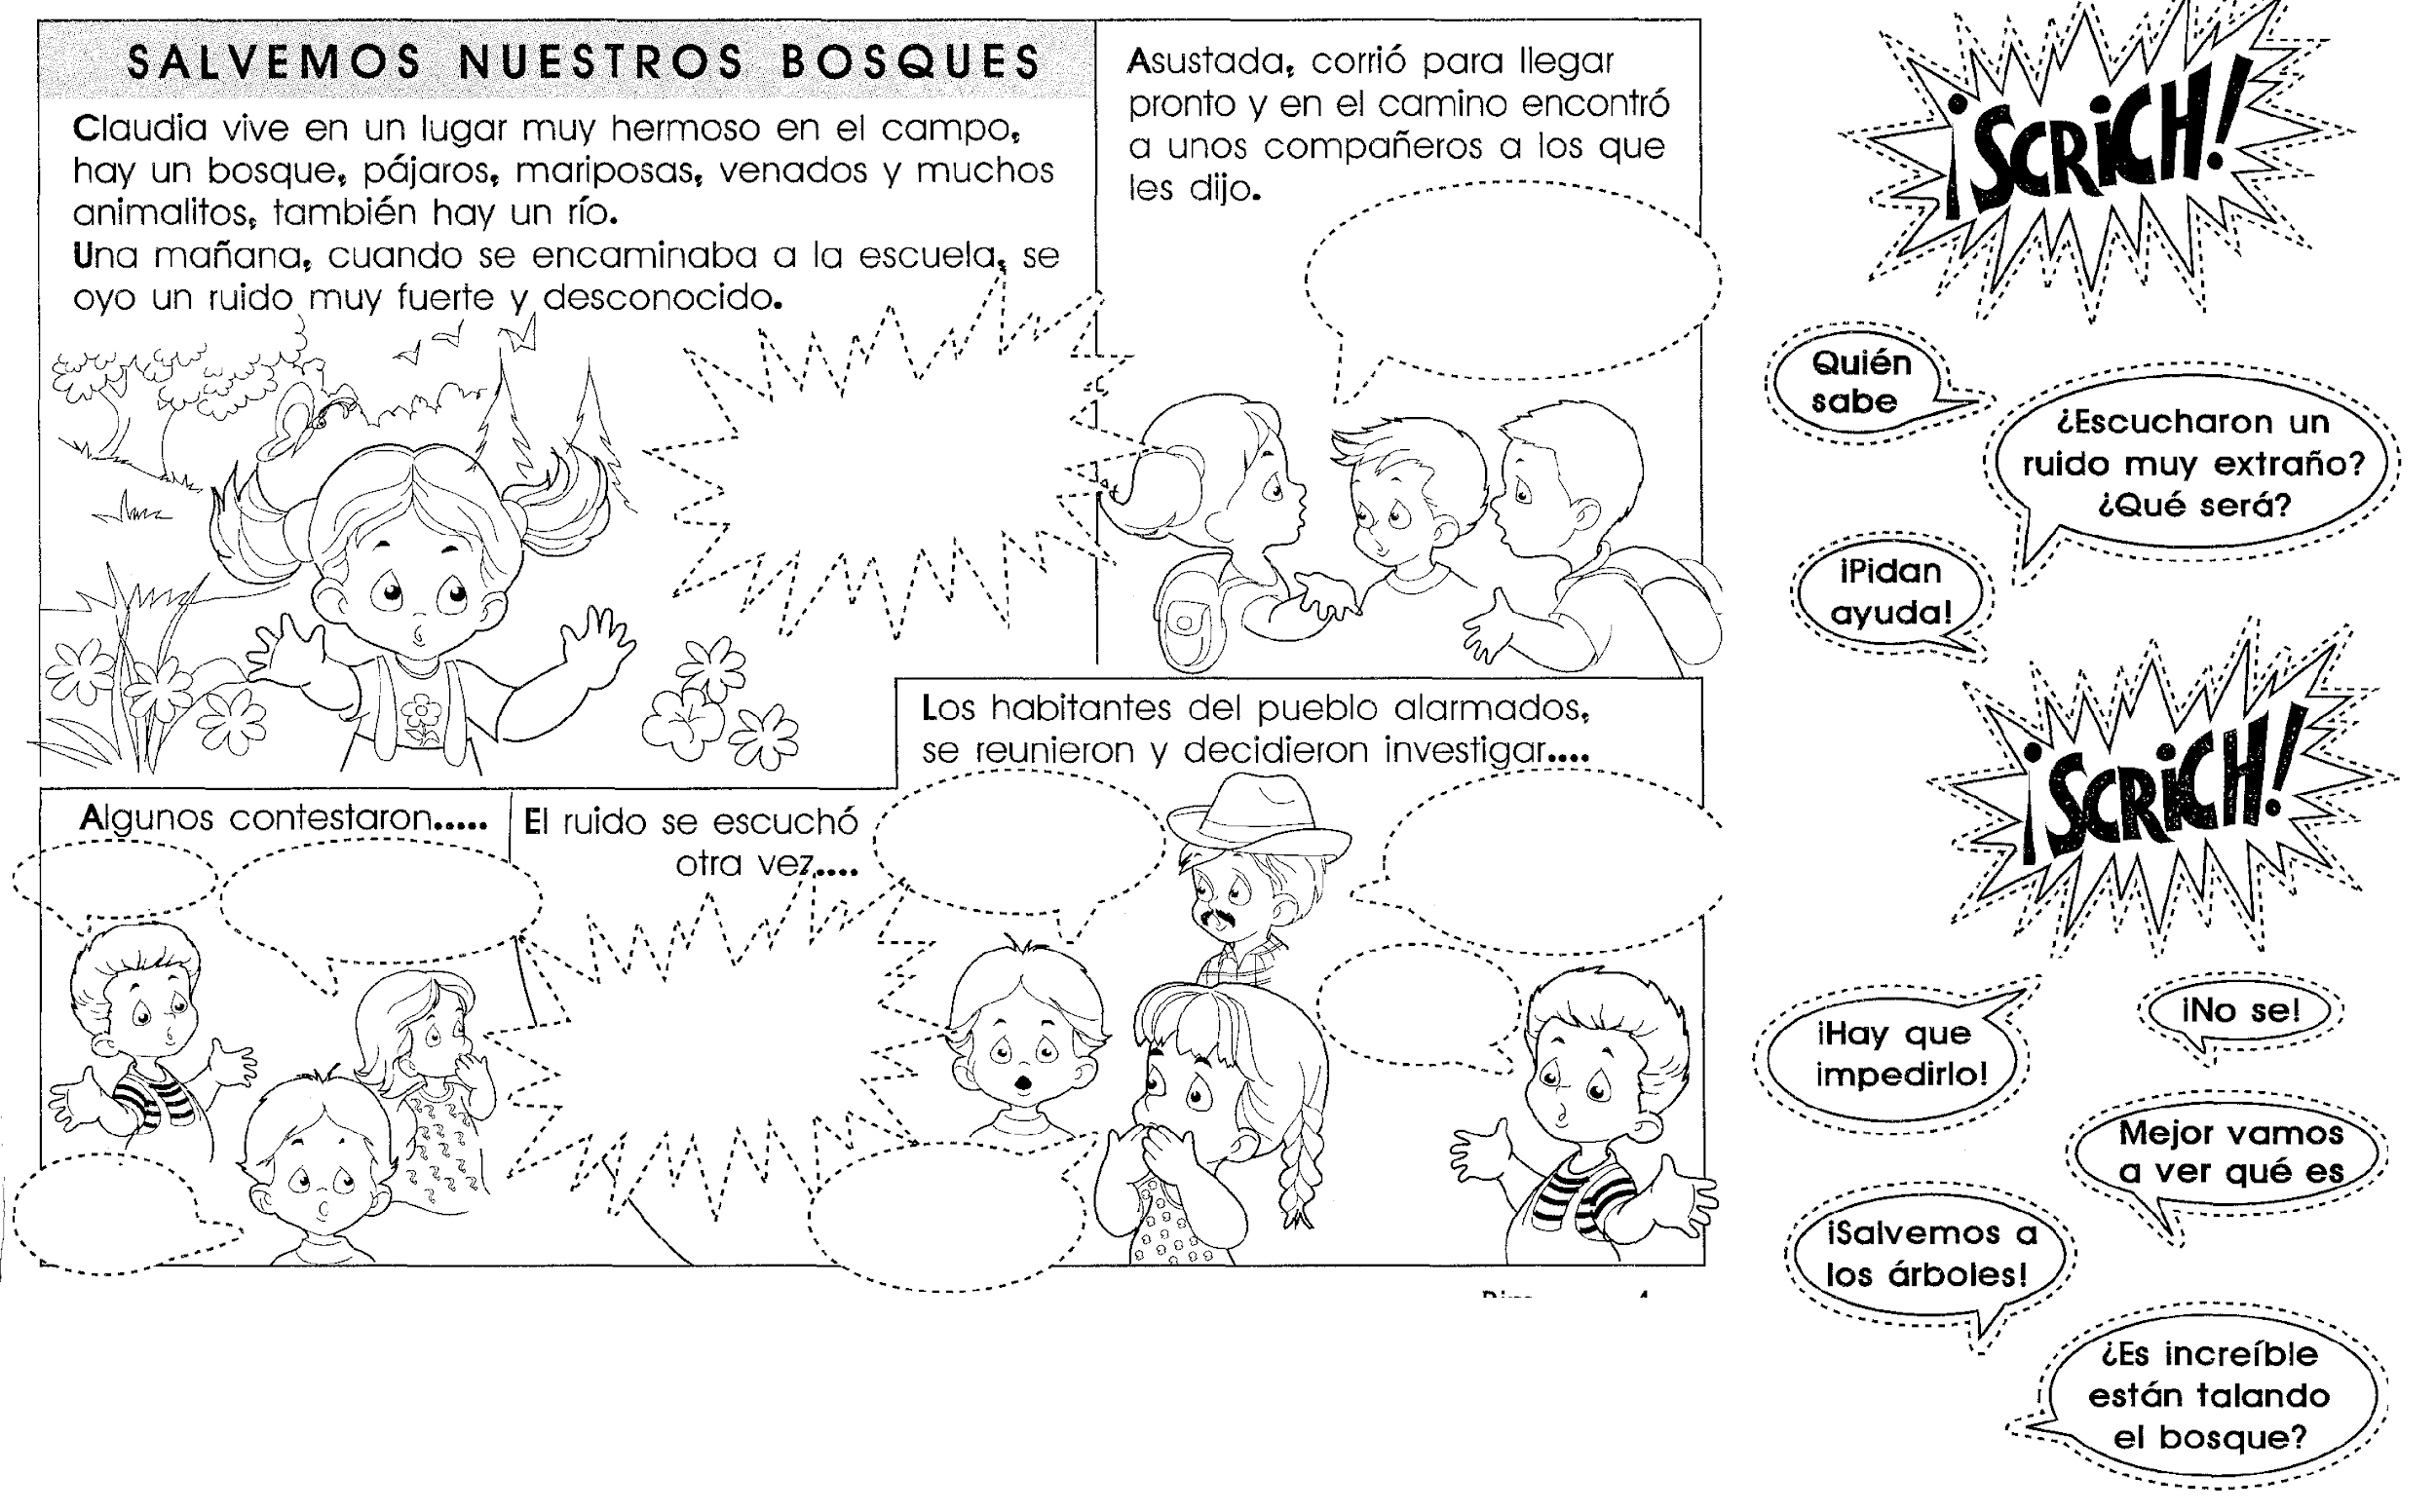 SALVEMOS NUESTROS BOSQUES
Claudia vive en un lugar muy hermoso en el campo,
hay un bosque, pájaros, mariposas, venados y muchos
animalitos, también hay un río.
Una mañana, cuando se encaminaba a la escuela, se
oyo un ruido muy fuerte y desconocido.
Asustada, corrió para llegar
pronto y en el camino encontró
a unos compañeros a los que
les dijo.
Algunos contestaron.....
El ruido se escuchó
otra vez....
Los habitantes del pueblo alarmados,
se reunieron y decidieron investigar....
¡SCRiCH!
Quién
sabe
¿Escucharon un
ruido muy extraño?
¿Qué será?
¡Pidan
ayuda!
¡SCRiCH!
¡Hay que
impedirlo!
¡No se!
Mejor vamos
a ver qué es
¡Salvemos a
los árboles!
¿Es increíble
están talando
el bosque?